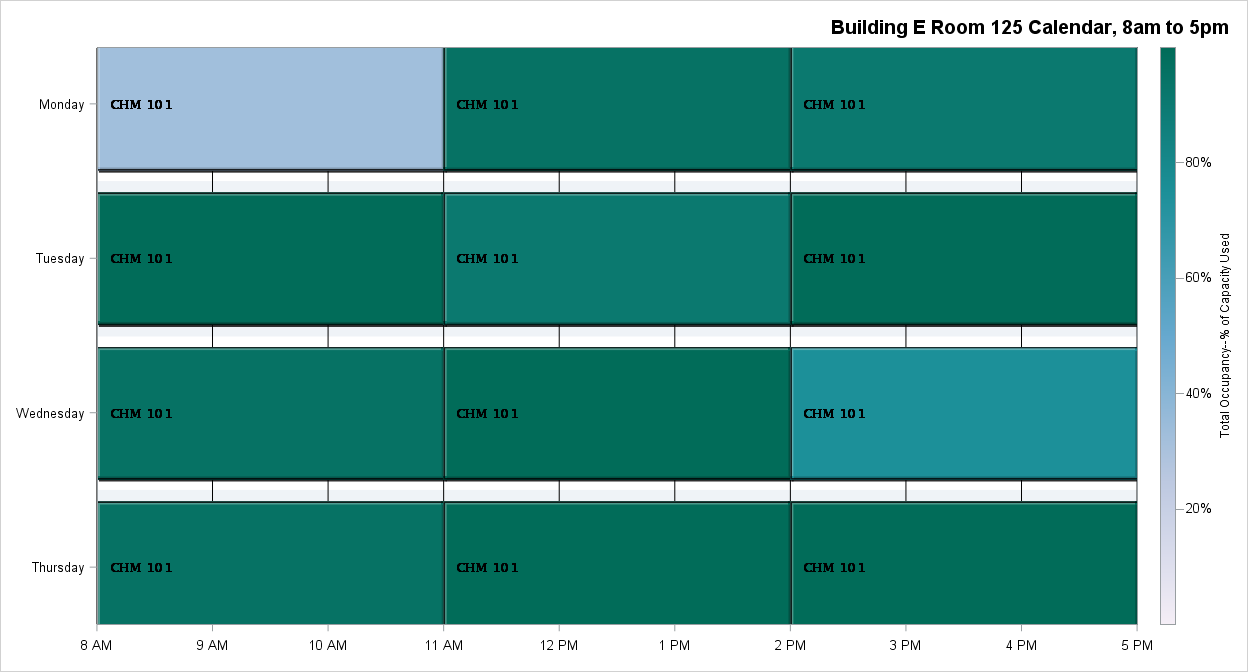 Building E Room 125 Calendar, 8am to 5pm
Monday
CHM 101
CHM 101
CHM 101
Tuesday
CHM 101
CHM 101
CHM 101
Wednesday
CHM 101
CHM 101
CHM 101
Thursday
CHM 101
CHM 101
CHM 101
8 AM
9 AM
10 AM
11 AM
12 PM
1 PM
2 PM
3 PM
4 PM
5 PM
80%
60%
40%
20%
Total Occupancy--% of Capacity Used